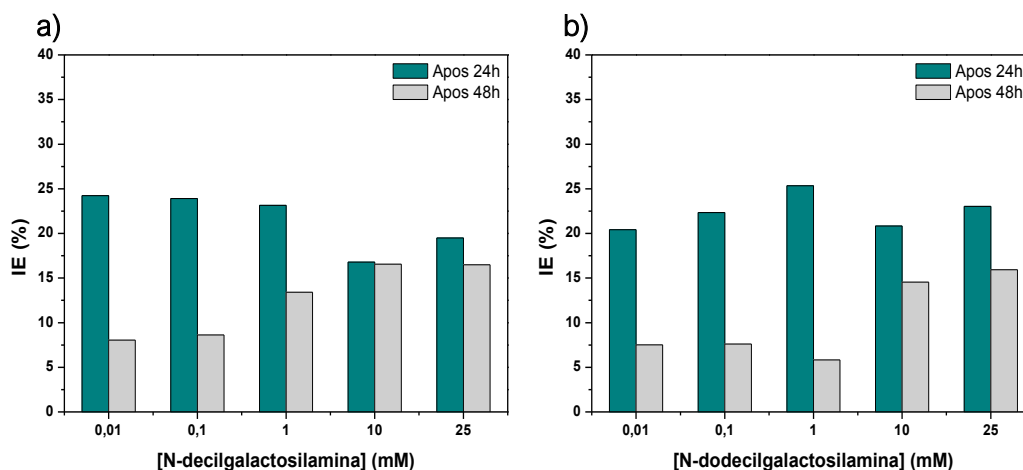 a)
40
35
30
25
20
15
10
5
0
IE (%)
Apos 24h
Apos 48h
0,01 0,1 1 10 25
[N-decilgalactosilamina] (mM)
b)
40
35
30
25
20
15
10
5
0
IE (%)
Apos 24h
Apos 48h
0,01 0,1 1 10 25
[N-dodecilgalactosilamina] (mM)